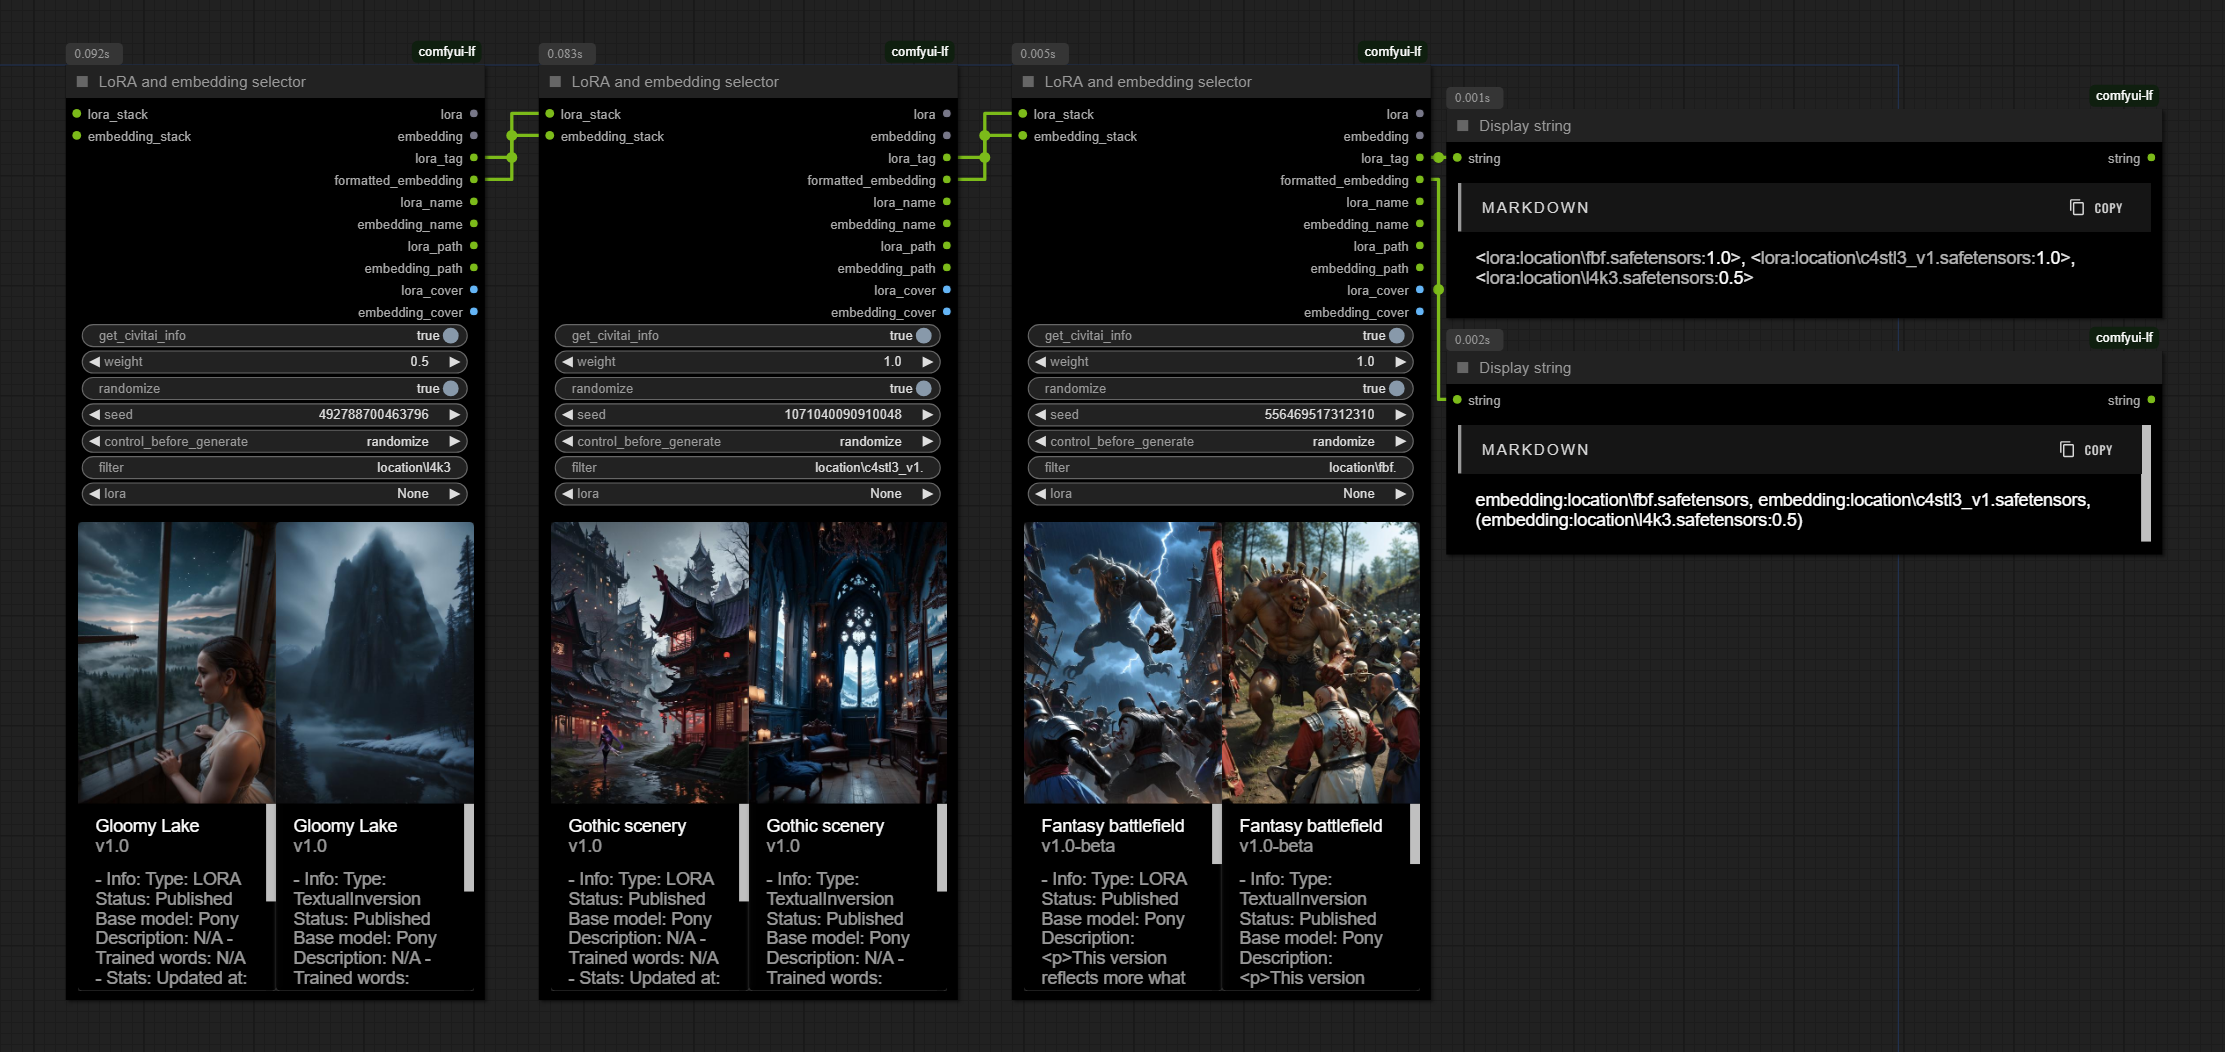 0.092s
comfyui-lf
LoRA and embedding selector
lora_stack
lora
embedding_stack
embedding
lora_tag
formatted_embedding
lora_name
embedding_name
lora_path
embedding_path
lora_cover
embedding_cover
get_civitai_info true
weight 0.5
randomize true
seed 492788700463796
control_before_generate randomize
filter location\l4k3
lora None
Gloomy Lake
v1.0
- Info: Type: LORA
Status: Published
Base model: Pony
Description: N/A -
Trained words: N/A
- Stats: Updated at:
Gloomy Lake
v1.0
- Info: Type:
TextualInversion
Status: Published
Base model: Pony
Description: N/A -
Trained words:
0.083s
comfyui-lf
LoRA and embedding selector
lora_stack
lora
embedding_stack
embedding
lora_tag
formatted_embedding
lora_name
embedding_name
lora_path
embedding_path
lora_cover
embedding_cover
get_civitai_info true
weight 1.0
randomize true
seed 1071040090910048
control_before_generate randomize
filter location\c4stl3_v1.
lora None
Gothic scenery
v1.0
- Info: Type: LORA
Status: Published
Base model: Pony
Description: N/A -
Trained words: N/A
- Stats: Updated at:
Gothic scenery
v1.0
- Info: Type:
TextualInversion
Status: Published
Base model: Pony
Description: N/A -
Trained words:
0.005s
comfyui-lf
LoRA and embedding selector
lora_stack
lora
embedding_stack
embedding
lora_tag
formatted_embedding
lora_name
embedding_name
lora_path
embedding_path
lora_cover
embedding_cover
get_civitai_info true
weight 1.0
randomize true
seed 556469517312310
control_before_generate randomize
filter location\fbf.
lora None
Fantasy battlefield
v1.0-beta
- Info: Type: LORA
Status: Published
Base model: Pony
Description:
<p>This version
reflects more what
Fantasy battlefield
v1.0-beta
- Info: Type:
TextualInversion
Status: Published
Base model: Pony
Description:
<p>This version
0.001s
comfyui-lf
Display string
string
string
MARKDOWN
COPY
<lora:location\fbf.safetensors:1.0>, <lora:location\c4stl3_v1.safetensors:1.0>,
<lora:location\l4k3.safetensors:0.5>
0.002s
comfyui-lf
Display string
string
string
MARKDOWN
COPY
embedding:location\fbf.safetensors, embedding:location\c4stl3_v1.safetensors,
(embedding:location\l4k3.safetensors:0.5)